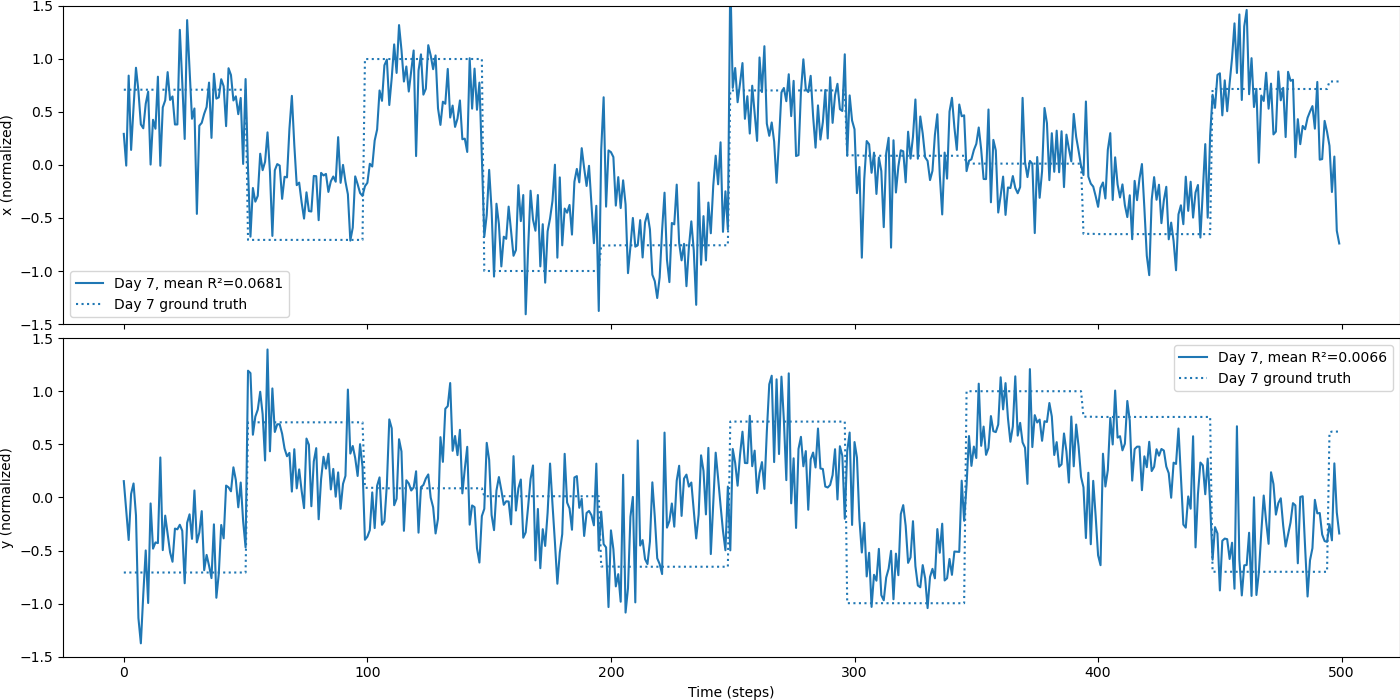 1.5
1.0
0.5
0.0
−0.5
−1.0
−1.5
x (normalized)
Day 7, mean R²=0.0681
Day 7 ground truth
1.5
1.0
0.5
0.0
−0.5
−1.0
−1.5
y (normalized)
Day 7, mean R²=0.0066
Day 7 ground truth
0 100 200 300 400 500
Time (steps)